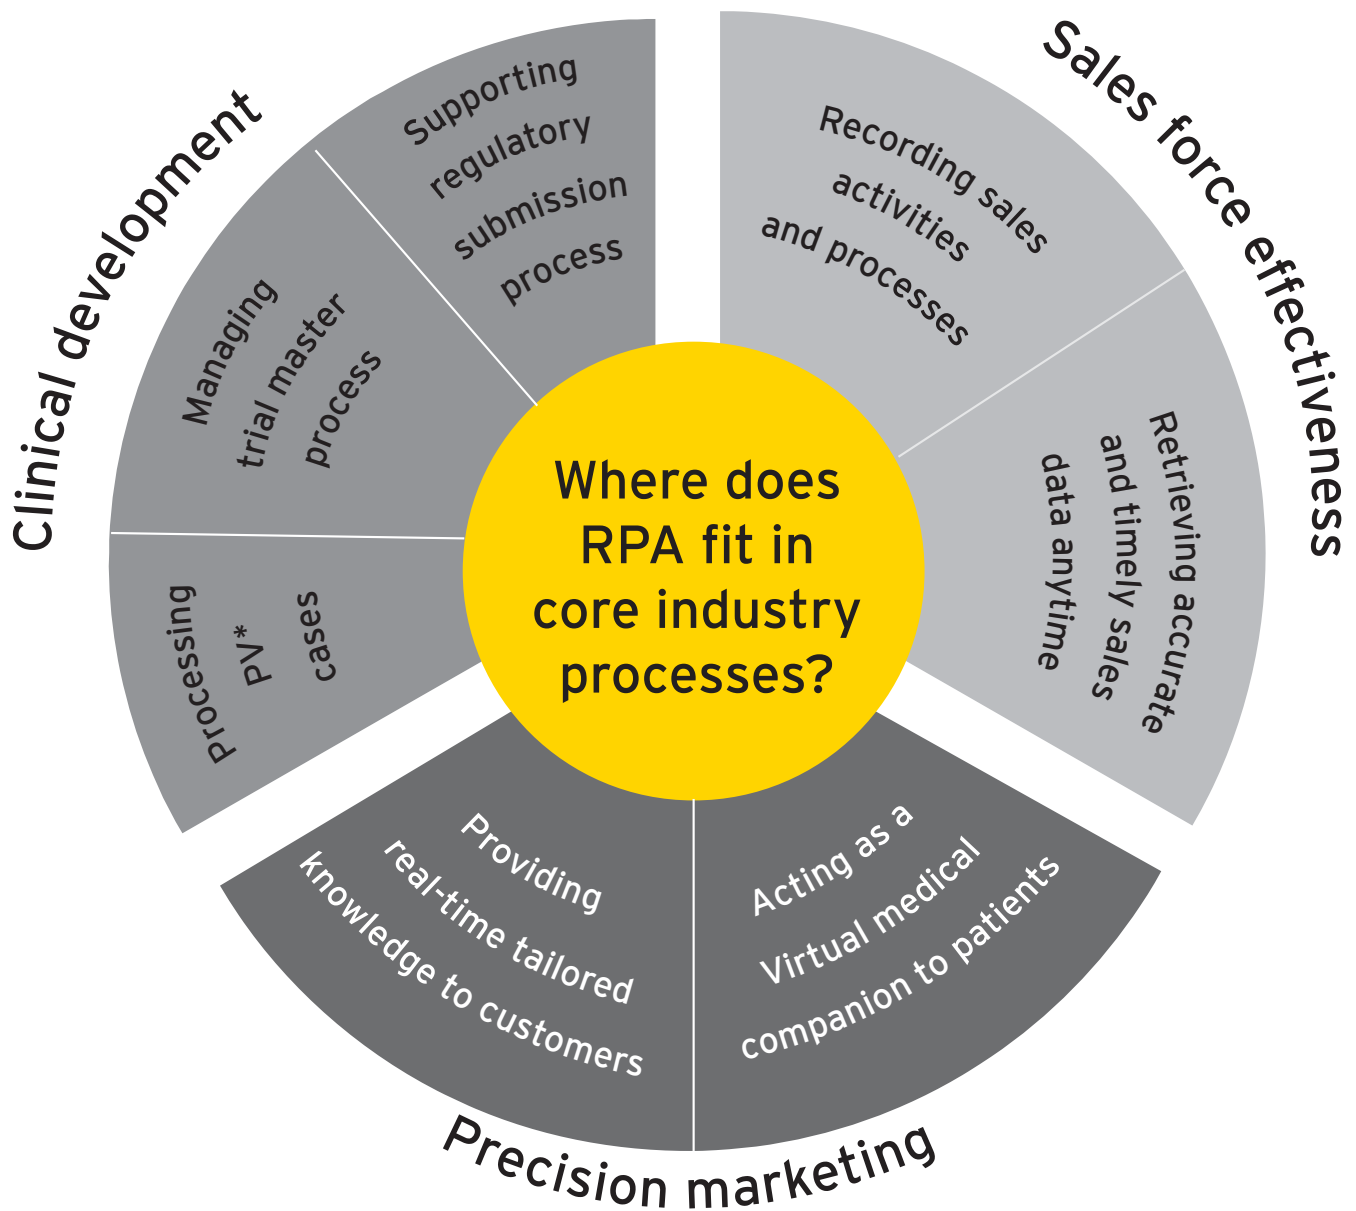 Where does
RPA fit in
core industry
processes?
Clinical development
Supporting
regulatory
submission
process
Managing
trial master
process
Processing
PV*
cases
Sales force effectiveness
Recording sales
activities
and processes
Retrieving accurate
and timely sales
data anytime
Precision marketing
Providing
real-time tailored
knowledge to customers
Acting as a
Virtual medical
companion to patients